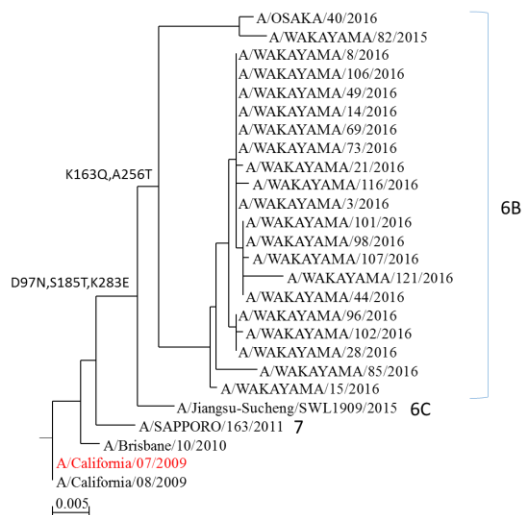 A/OSAKA/40/2016
A/WAKAYAMA/82/2015
A/WAKAYAMA/8/2016
A/WAKAYAMA/106/2016
A/WAKAYAMA/49/2016
A/WAKAYAMA/14/2016
A/WAKAYAMA/69/2016
A/WAKAYAMA/73/2016
K163Q,A256T
A/WAKAYAMA/21/2016
A/WAKAYAMA/116/2016
A/WAKAYAMA/3/2016
6B
A/WAKAYAMA/101/2016
A/WAKAYAMA/98/2016
A/WAKAYAMA/107/2016
D97N,S185T,K283E
A/WAKAYAMA/121/2016
A/WAKAYAMA/44/2016
A/WAKAYAMA/96/2016
A/WAKAYAMA/102/2016
A/WAKAYAMA/28/2016
A/WAKAYAMA/85/2016
A/WAKAYAMA/15/2016
A/Jiangsu-Sucheng/SWL1909/2015 6C
A/SAPPORO/163/2011 7
A/Brisbane/10/2010
A/California/07/2009
A/California/08/2009
0.005